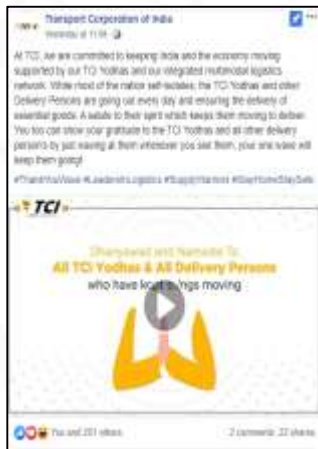 Transport Corporation of India
Yesterday at 11:59
At TCI, we are committed to keeping India and the economy moving
supported by our TCI Yodhas and our integrated multimodal logistics
network. While most of the nation self-isolates, the TCI Yodhas and other
Delivery Persons are going out every day and ensuring the delivery of
essential goods. A salute to their spirit which keeps them moving to deliver.
You too can show your gratitude to the TCI Yodhas and all other delivery
persons by just waving at them whenever you see them, your one wave will
keep them going!
#ThankYouWave #LeadersInLogistics #StayHomeStaySafe
TCI
Dhanyawad and Namaste To
All TCI Yodhas & All Delivery Persons
who have kept things moving
You and 201 others
2 comments 22 shares